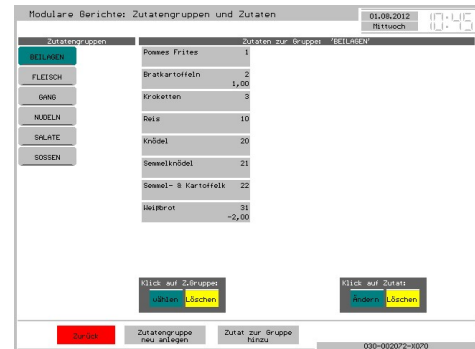 Modulare Gerichte: Zutatengruppen und Zutaten
01.08.2012
Mittwoch
Zutatengruppen
Zutaten zur Gruppe: 'BEILAGEN'
BEILAGEN
FLEISCH
GANG
NUDELN
SALATE
SOSSEN
Pommes Frites 1
Bratkartoffeln 2
1,00
Kroketten 3
Reis 10
Knödel 20
Semmelknödel 21
Semmel- & Kartoffelk 22
Weißbrot 31
-2,00
Klick auf Z.Gruppe:
wählen Löschen
Klick auf Zutat:
Ändern Löschen
Zurück
Zutatengruppe
neu anlegen
Zutat zur Gruppe
hinzu
030-002072-X070